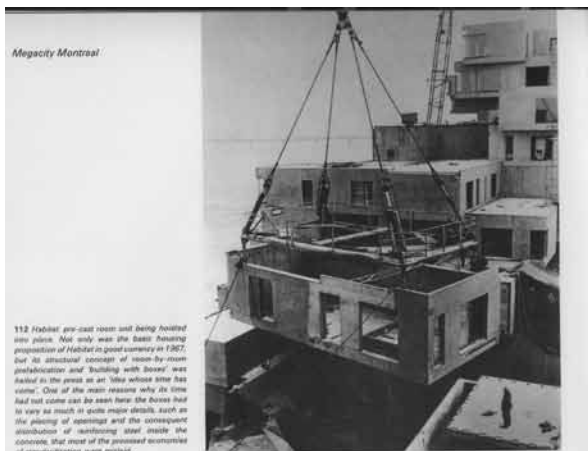 Megacity Montreal
112 Habitat: pre-cast room unit being hoisted
into place. Not only was the basic housing
proposition of Habitat in good currency in 1967,
but its structural concept of room-by-room
prefabrication and 'building with boxes' was
hailed in the press as an 'idea whose time has
come'. One of the main reasons why its time
had not come can be seen here: the boxes had
to vary so much in quite major details, such as
the placing of openings and the consequent
distribution of reinforcing steel inside the
concrete, that most of the promised economies